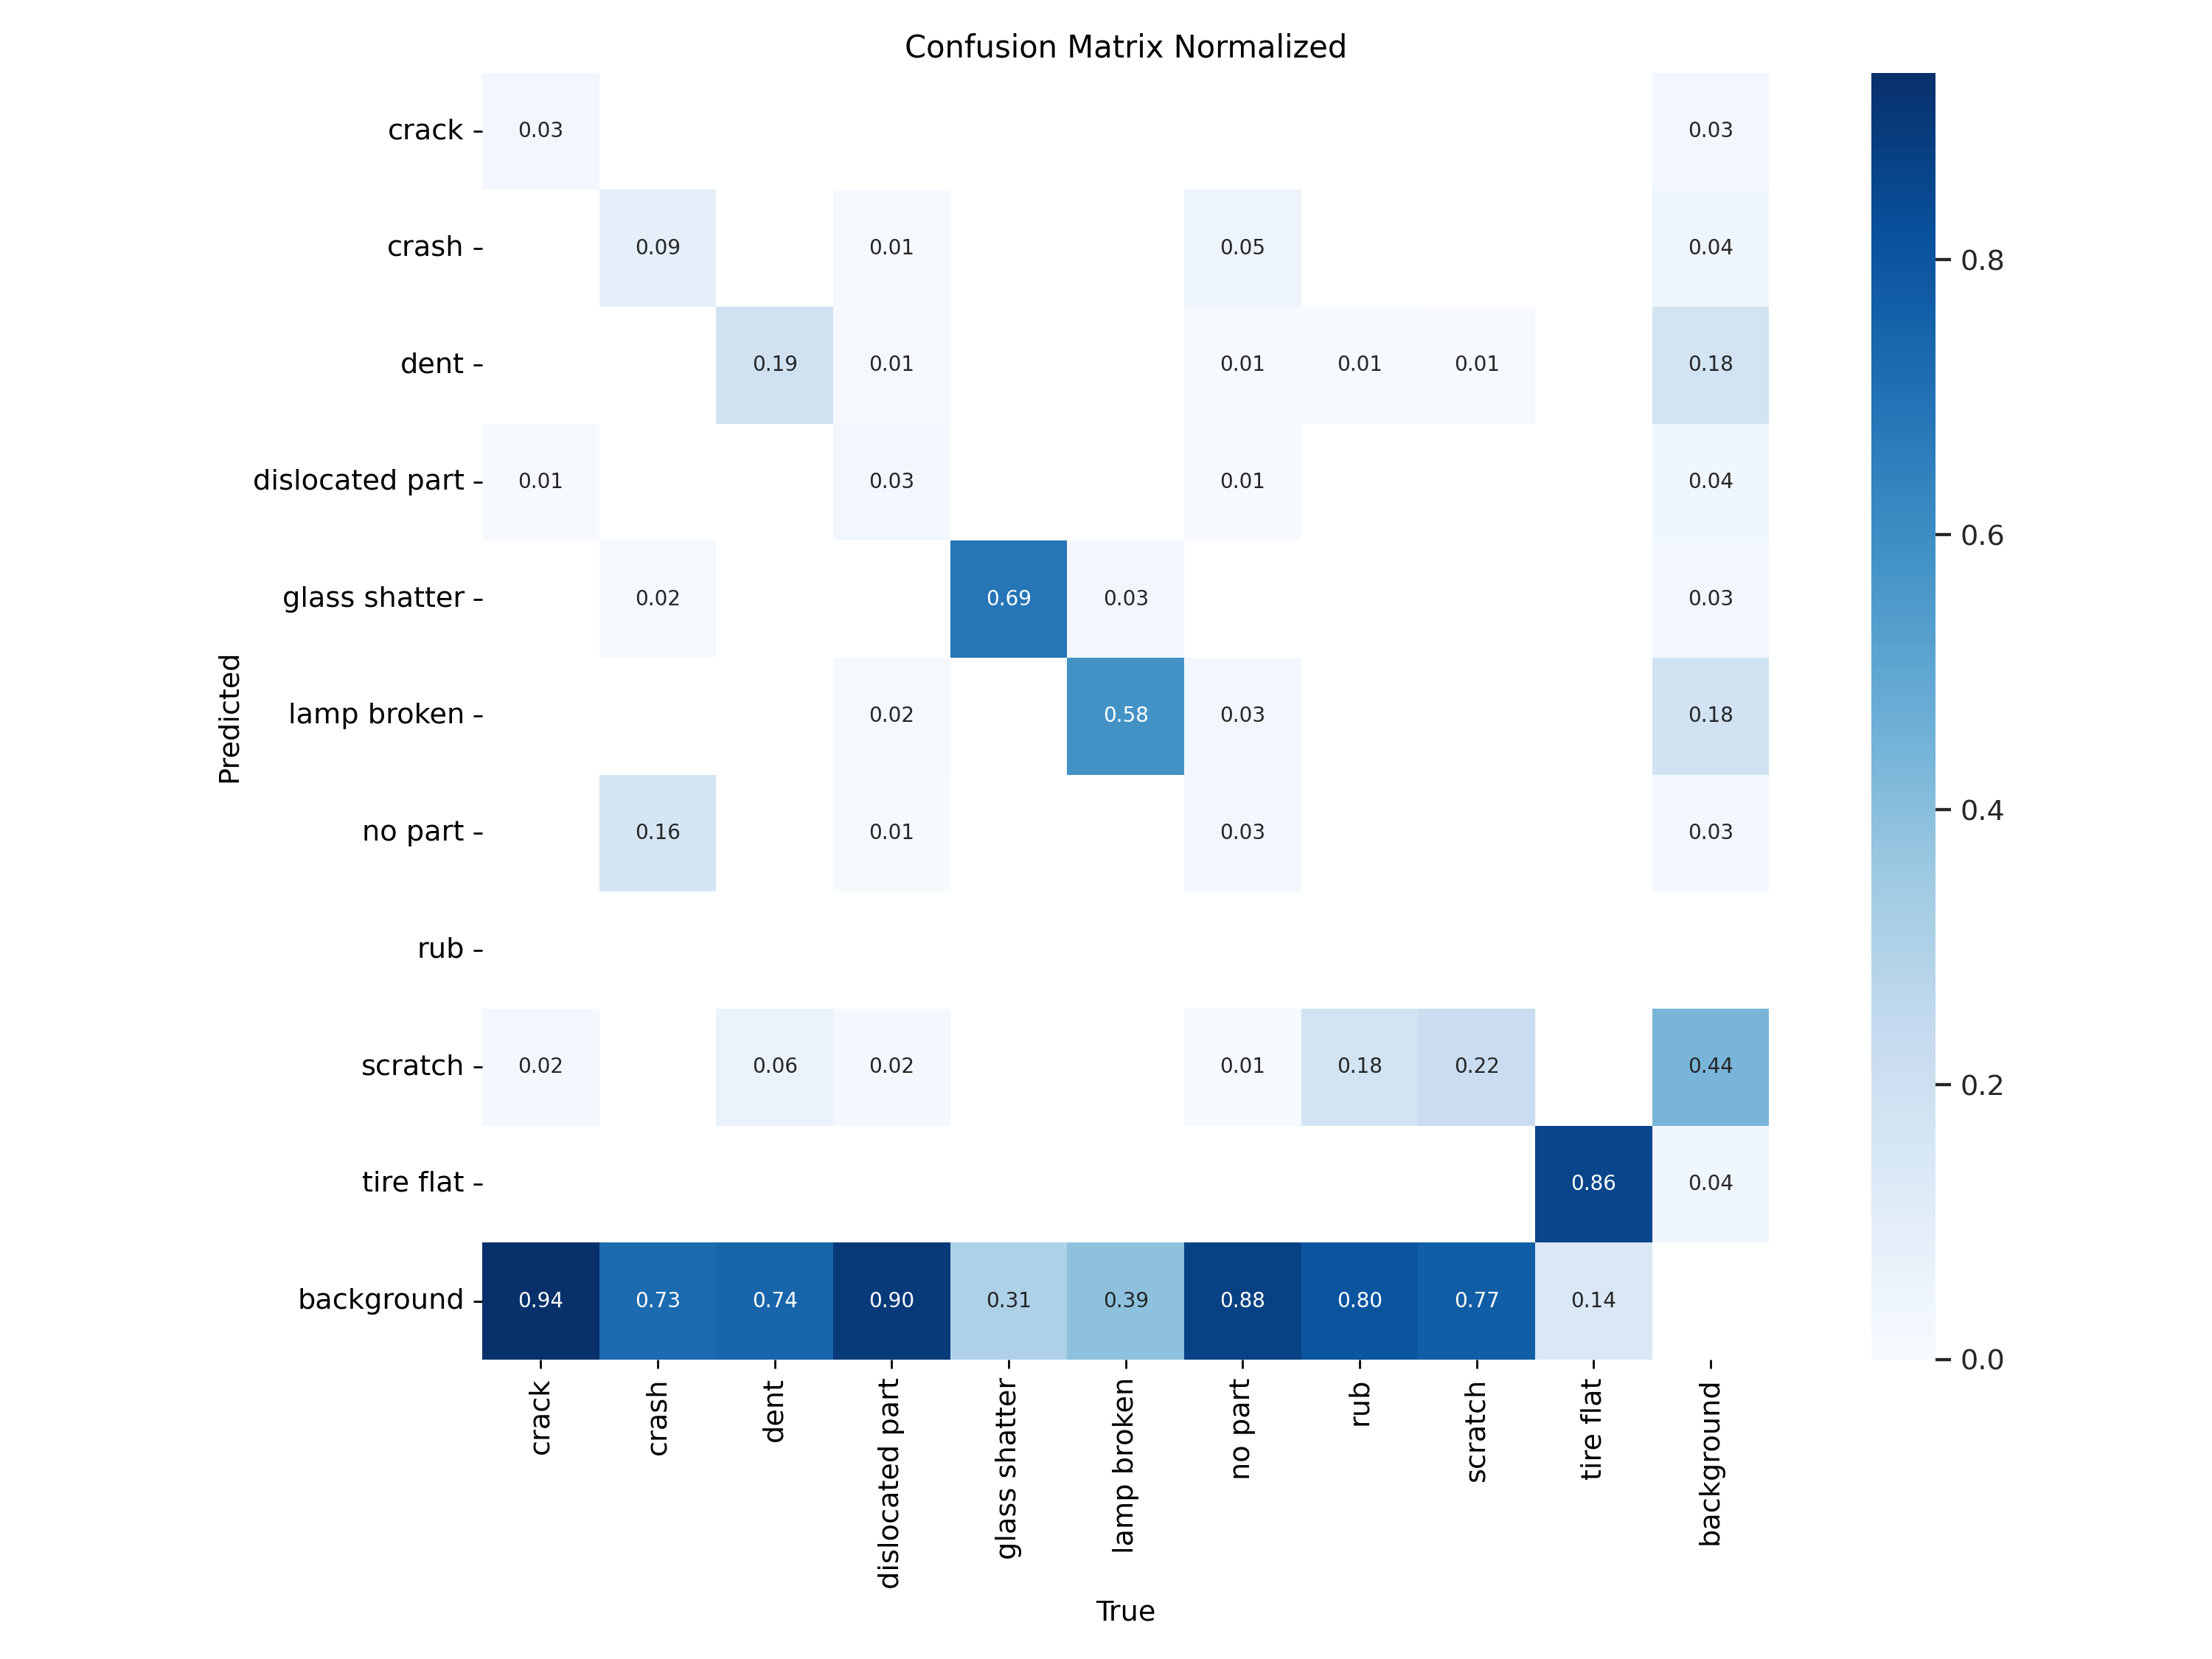 Confusion Matrix Normalized
crack 0.03 0.03
crash 0.09 0.01 0.05 0.04
dent 0.19 0.01 0.01 0.01 0.01 0.18
dislocated part 0.01 0.03 0.01 0.04
glass shatter 0.02 0.69 0.03 0.03
lamp broken 0.02 0.58 0.03 0.18
no part 0.16 0.01 0.03 0.03
rub
scratch 0.02 0.06 0.02 0.01 0.18 0.22 0.44
tire flat 0.86 0.04
background 0.94 0.73 0.74 0.90 0.31 0.39 0.88 0.80 0.77 0.14
Predicted
crack
crash
dent
dislocated part
glass shatter
lamp broken
no part
rub
scratch
tire flat
background
True
0.8
0.6
0.4
0.2
0.0